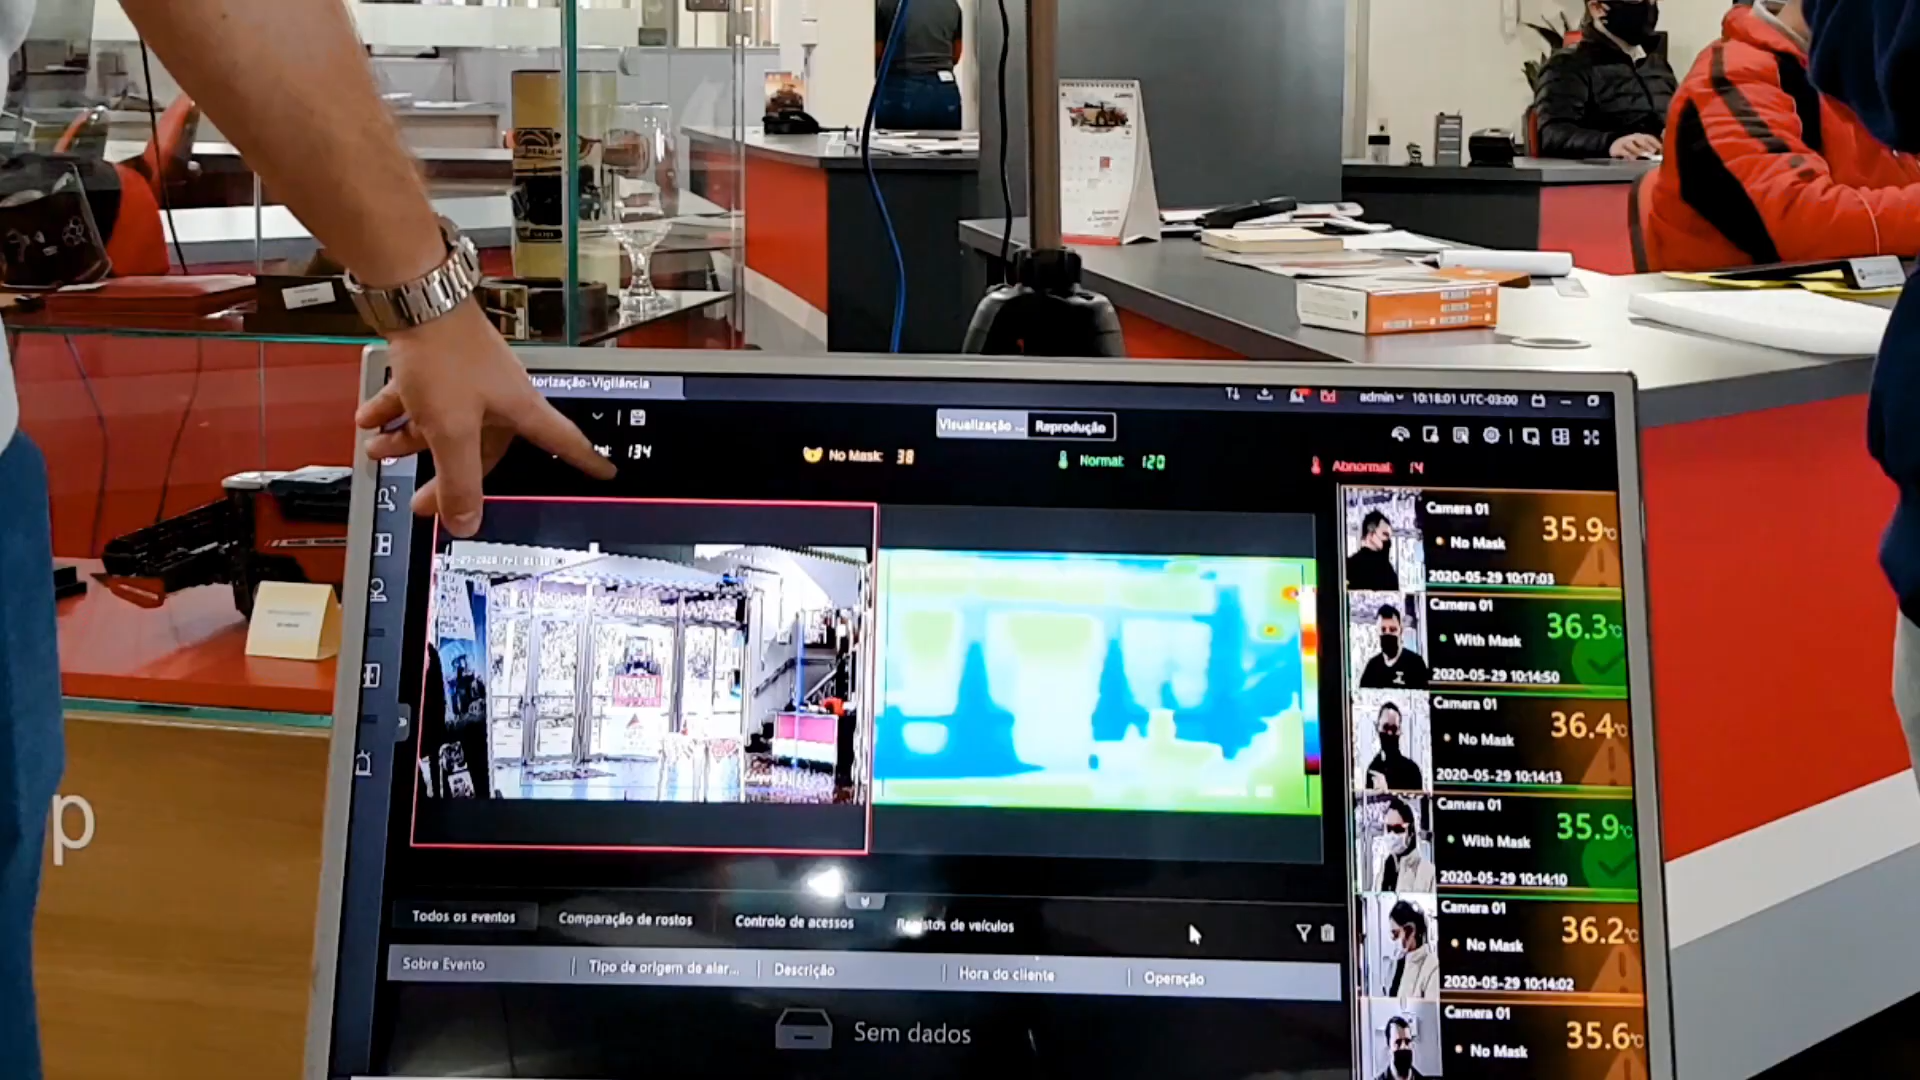 torização-Vigilância
admin 10:18:01 UTC-03:00
Visualização ... Reprodução
tal: 134
No Mask: 38
Normal: 120
Abnormal: 14
Camera 01
No Mask 35.9°C
2020-05-29 10:17:03
Camera 01
With Mask 36.3°C
2020-05-29 10:14:50
Camera 01
No Mask 36.4°C
2020-05-29 10:14:13
Camera 01
With Mask 35.9°C
2020-05-29 10:14:10
Camera 01
No Mask 36.2°C
2020-05-29 10:14:02
Camera 01
No Mask 35.6°C
Todos os eventos Comparação de rostos Controlo de acessos Registos de veículos
Sobre Evento Tipo de origem de alar... Descrição Hora do cliente Operação
Sem dados
p